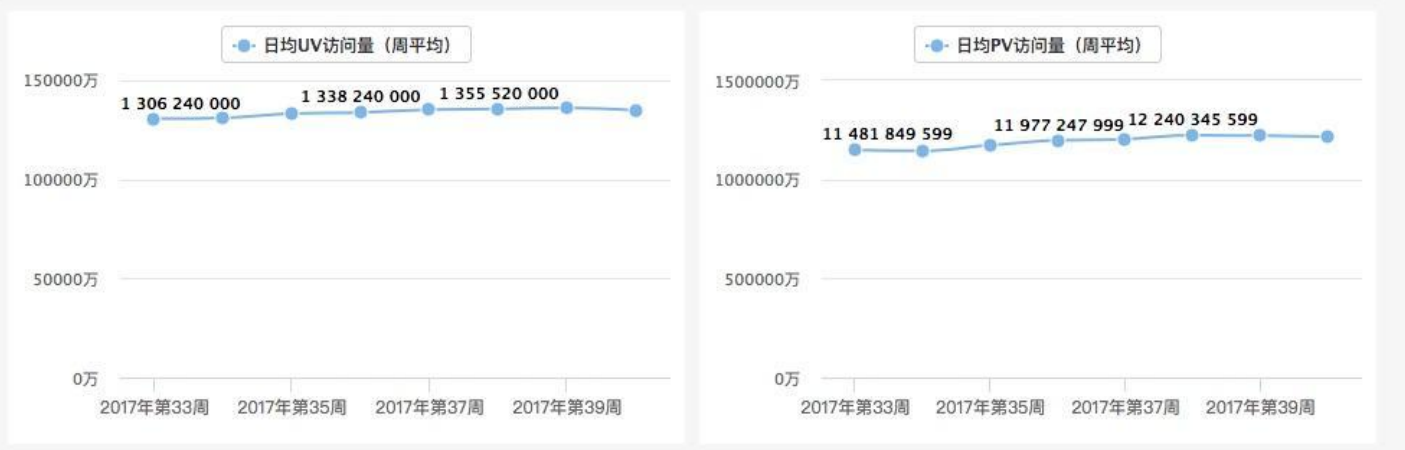 日均UV访问量（周平均）
150000万
1 306 240 000
1 338 240 000
1 355 520 000
100000万
50000万
0万
2017年第33周
2017年第35周
2017年第37周
2017年第39周
日均PV访问量（周平均）
1500000万
11 481 849 599
11 977 247 999
12 240 345 599
1000000万
500000万
0万
2017年第33周
2017年第35周
2017年第37周
2017年第39周